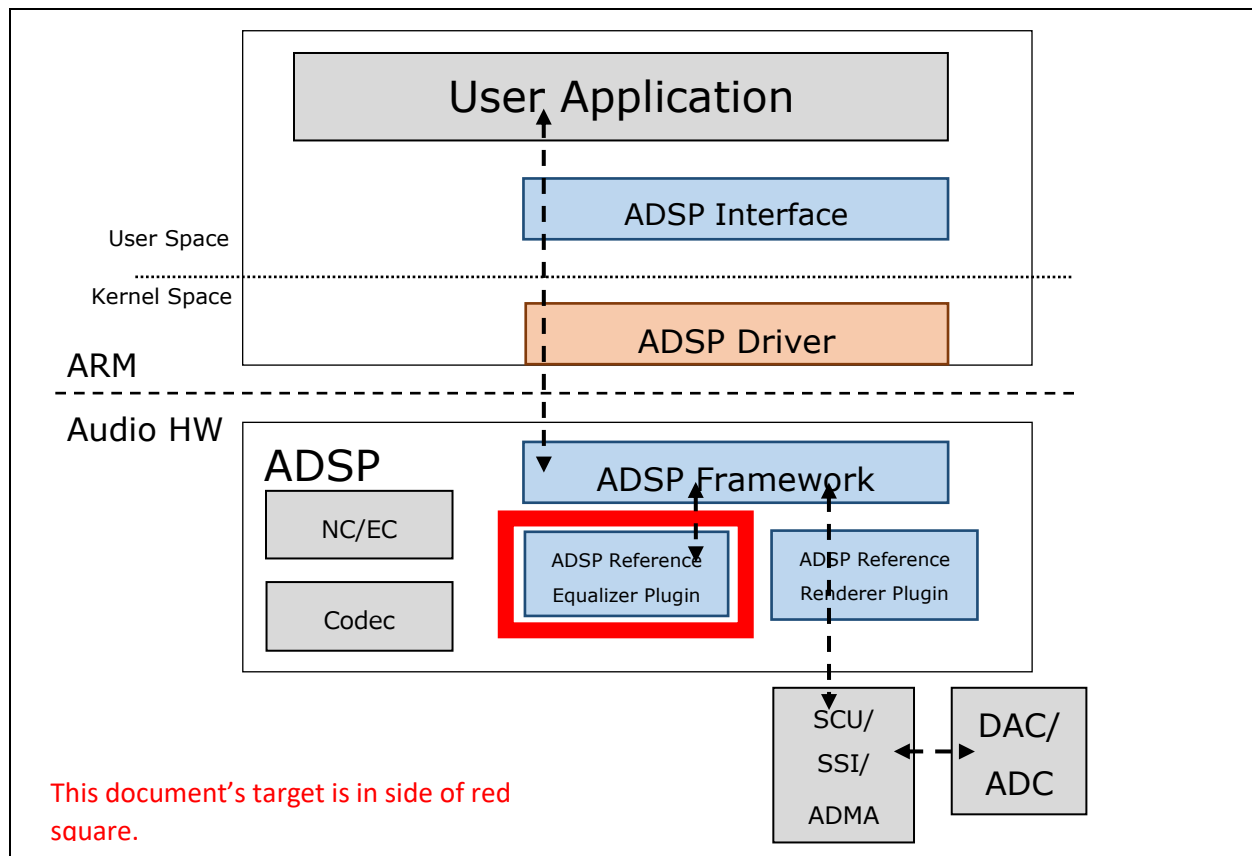 User Application
ADSP Interface
User Space
Kernel Space
ADSP Driver
ARM
Audio HW
ADSP
ADSP Framework
NC/EC
ADSP Reference
Equalizer Plugin
ADSP Reference
Renderer Plugin
Codec
SCU/
SSI/
ADMA
DAC/
ADC
This document’s target is in side of red
square.